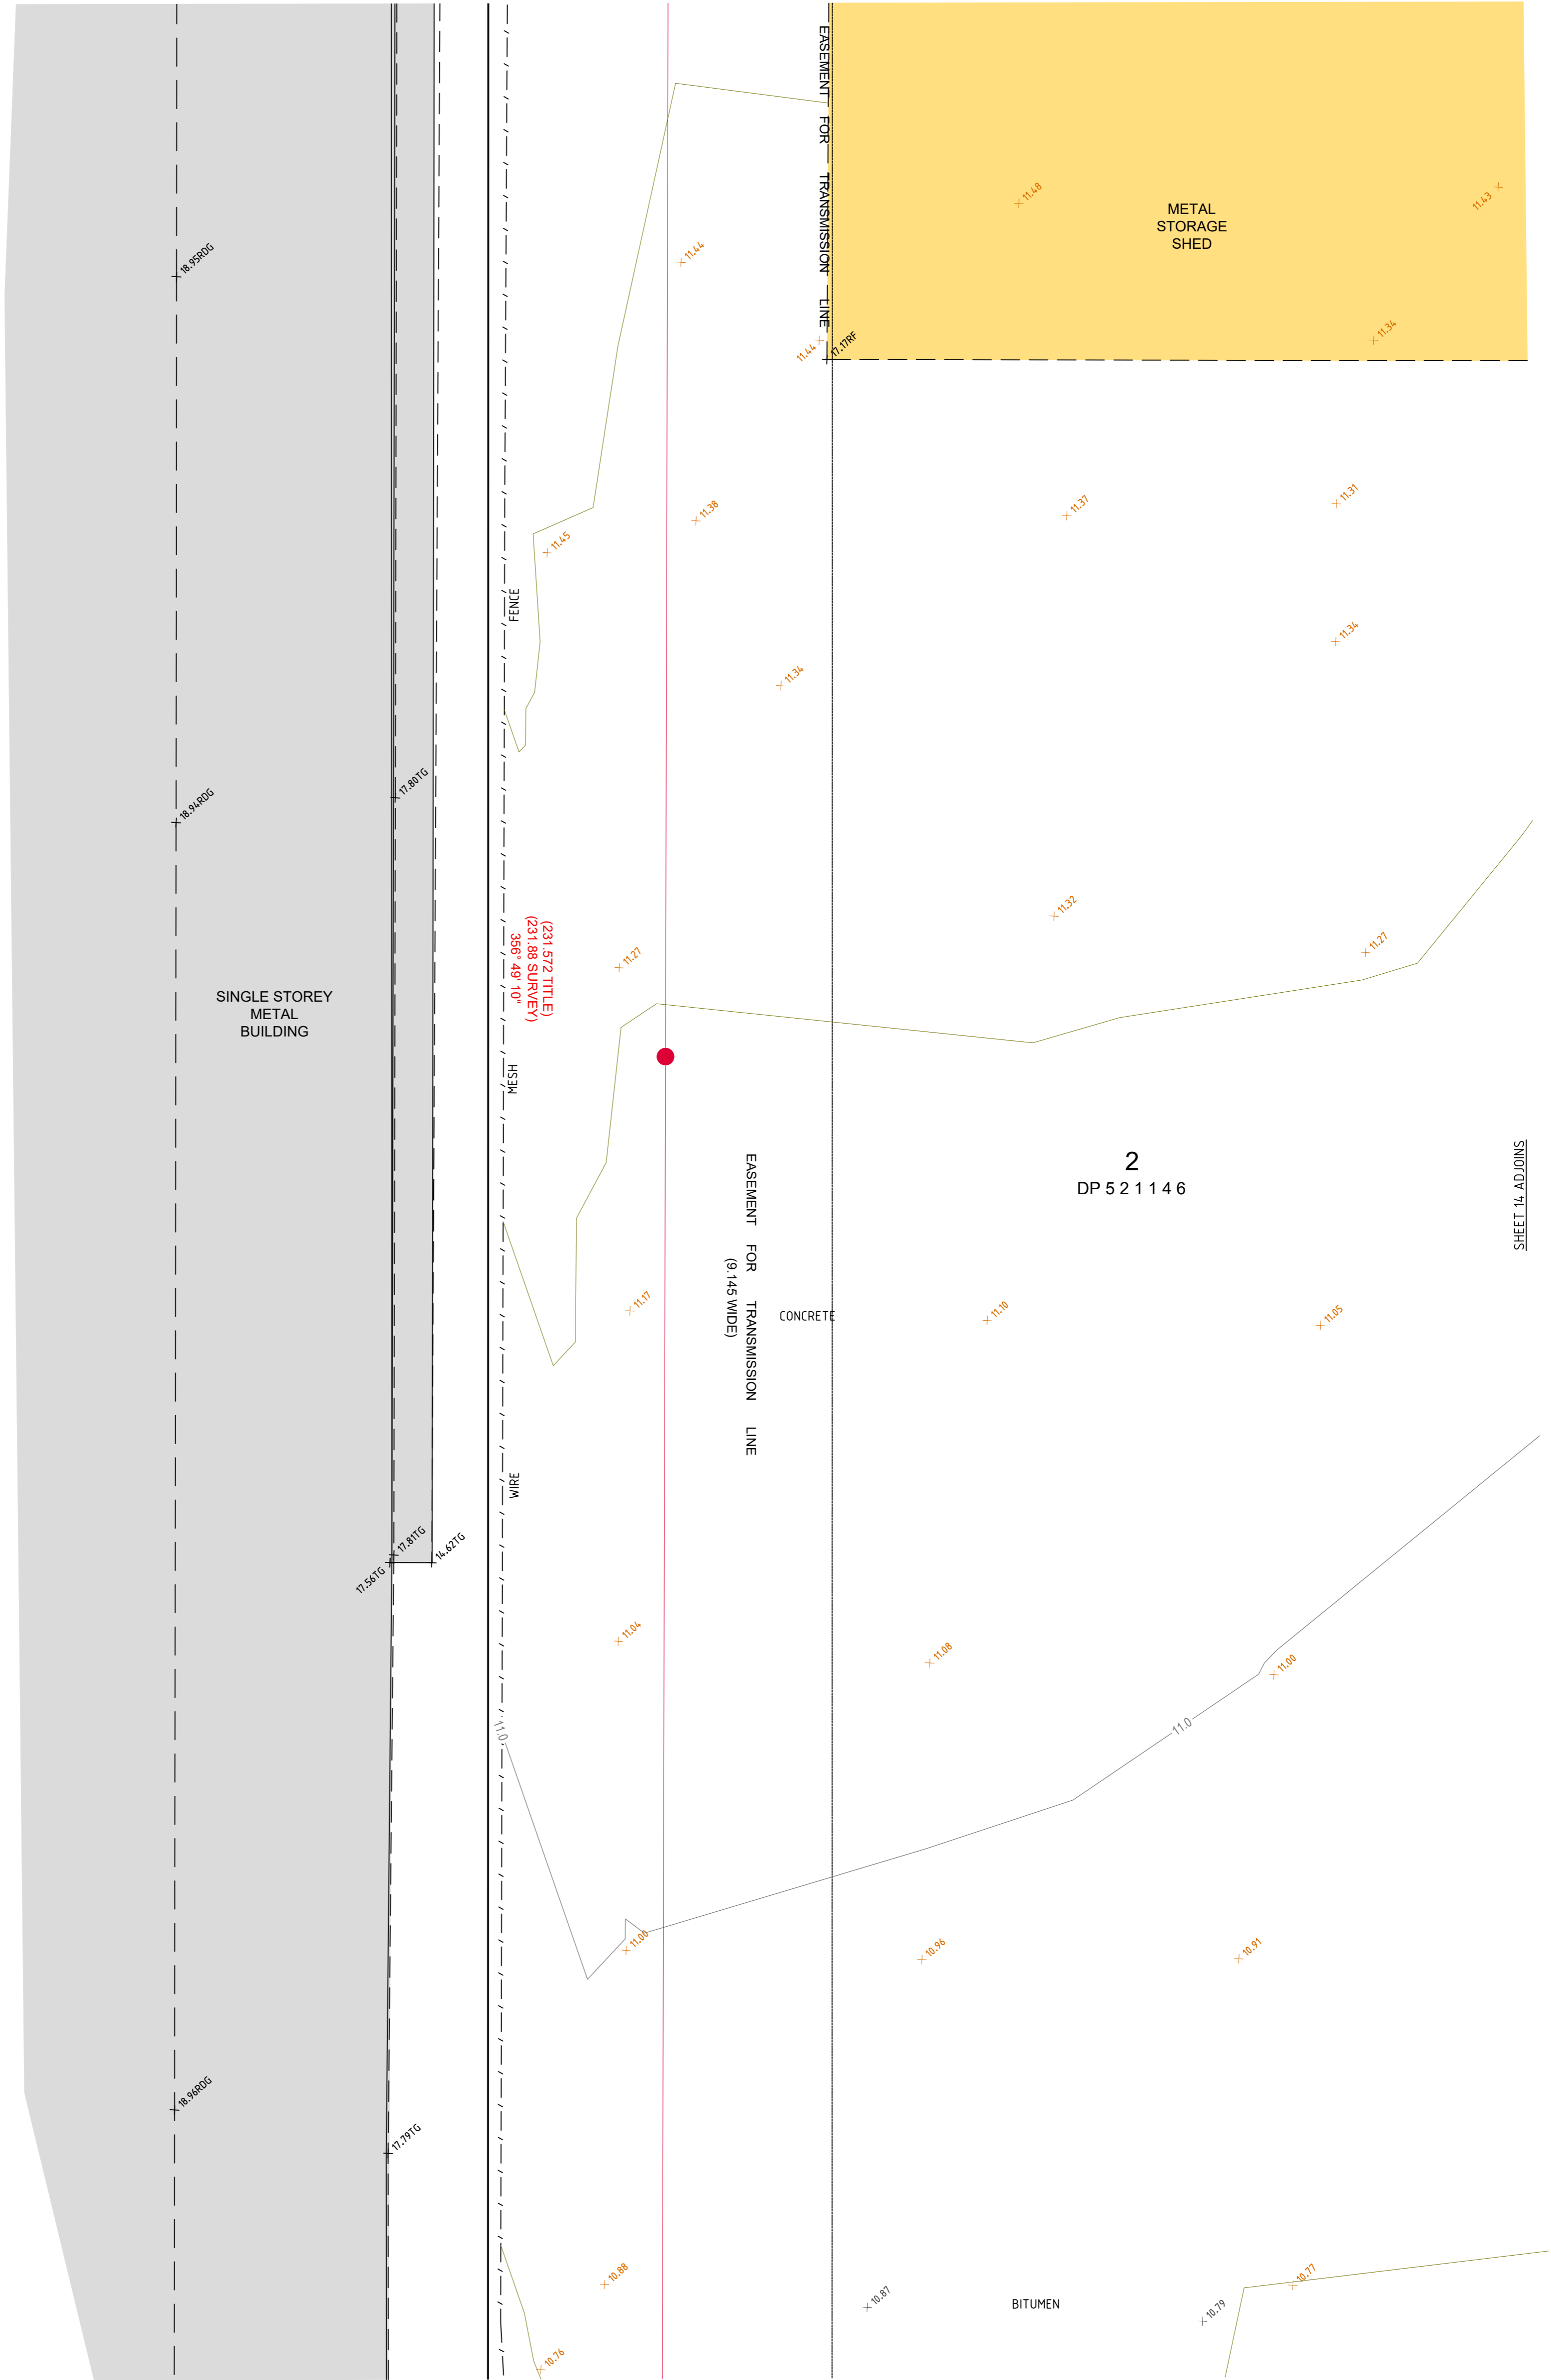 EASEMENT FOR TRANSMISSION LINE
METAL
STORAGE
SHED
11.48
11.43
18.95RDG
11.44
11.44
17.17RF
11.34
11.45
11.38
11.37
11.31
FENCE
11.34
11.34
17.80TG
18.94RDG
(231.572 TITLE)
(231.88 SURVEY)
356° 49' 10"
11.32
11.27
11.27
SINGLE STOREY
METAL
BUILDING
MESH
EASEMENT FOR TRANSMISSION LINE
(9.145 WIDE)
2
DP 5 2 1 1 4 6
SHEET 14 ADJOINS
11.17
CONCRETE
11.10
11.05
WIRE
17.81TG
14.62TG
17.56TG
11.04
11.08
11.00
11.0
11.0
11.00
10.96
10.91
18.96RDG
17.79TG
10.88
10.87
BITUMEN
10.79
10.77
10.76